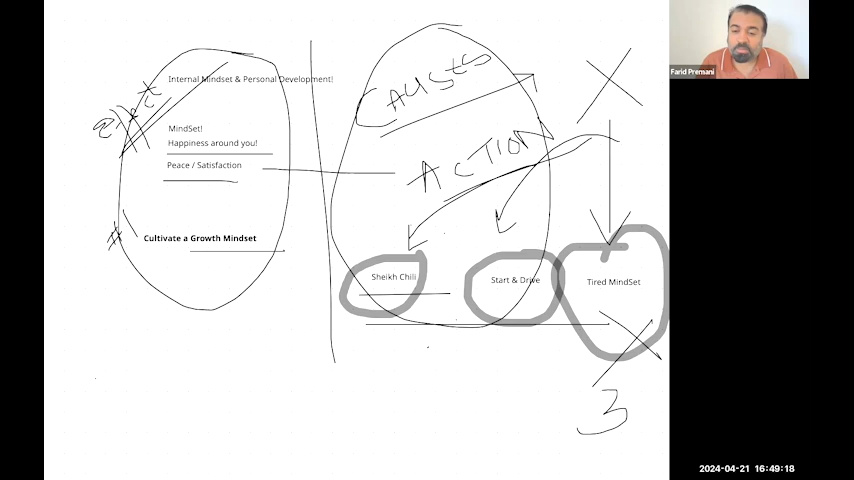 Internal Mindset & Personal Development!
MindSet!
Happiness around you!
Peace / Satisfaction
Cultivate a Growth Mindset
CAUSES
ACTION
Sheikh Chili
Start & Drive
Tired MindSet
3
Farid Premani
2024-04-21 16:49:18